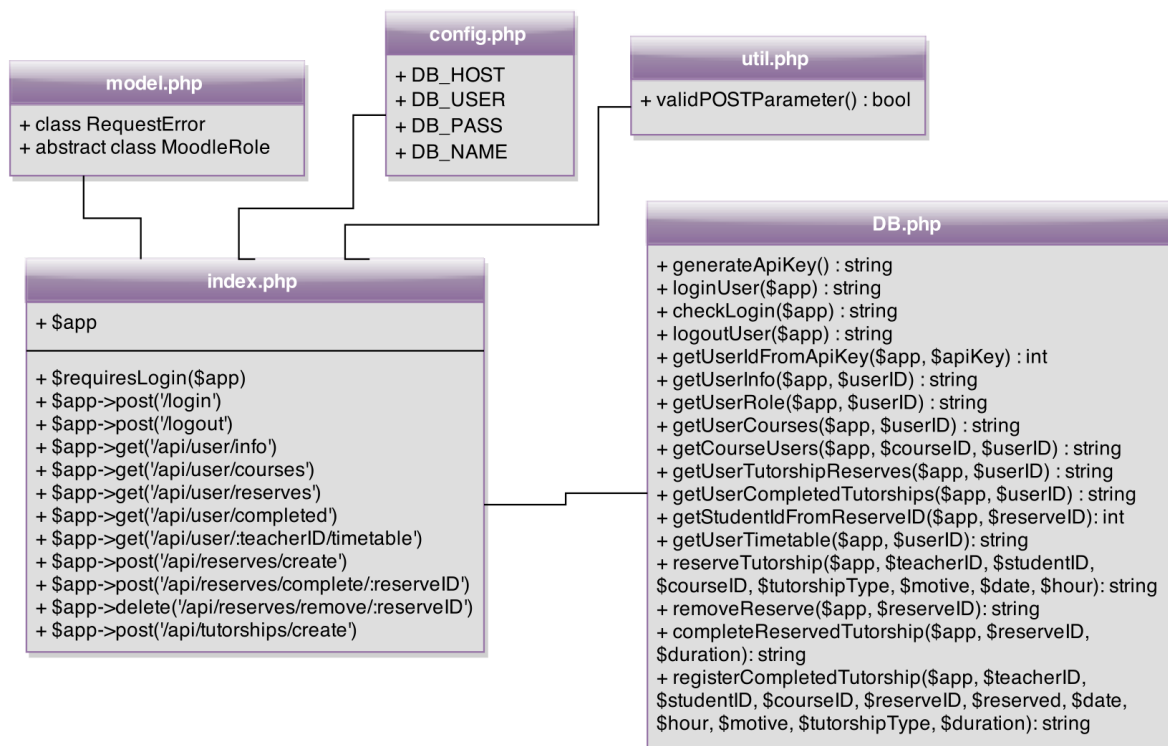 model.php
+ class RequestError
+ abstract class MoodleRole
config.php
+ DB_HOST
+ DB_USER
+ DB_PASS
+ DB_NAME
util.php
+ validPOSTParameter() : bool
index.php
+ $app
+ $requiresLogin($app)
+ $app->post('/login')
+ $app->post('/logout')
+ $app->get('/api/user/info')
+ $app->get('/api/user/courses')
+ $app->get('/api/user/reserves')
+ $app->get('/api/user/completed')
+ $app->get('/api/user/:teacherID/timetable')
+ $app->post('/api/reserves/create')
+ $app->post('/api/reserves/complete/:reserveID')
+ $app->delete('/api/reserves/remove/:reserveID')
+ $app->post('/api/tutorships/create')
DB.php
+ generateApiKey() : string
+ loginUser($app) : string
+ checkLogin($app) : string
+ logoutUser($app) : string
+ getUserIdFromApiKey($app, $apiKey) : int
+ getUserInfo($app, $userID) : string
+ getUserRole($app, $userID) : string
+ getUserCourses($app, $userID) : string
+ getCourseUsers($app, $courseID, $userID) : string
+ getUserTutorshipReserves($app, $userID) : string
+ getUserCompletedTutorships($app, $userID) : string
+ getStudentIdFromReserveID($app, $reserveID): int
+ getUserTimetable($app, $userID): string
+ reserveTutorship($app, $teacherID, $studentID,
$courseID, $tutorshipType, $motive, $date, $hour): string
+ removeReserve($app, $reserveID): string
+ completeReservedTutorship($app, $reserveID,
$duration): string
+ registerCompletedTutorship($app, $teacherID,
$studentID, $courseID, $reserveID, $reserved, $date,
$hour, $motive, $tutorshipType, $duration): string